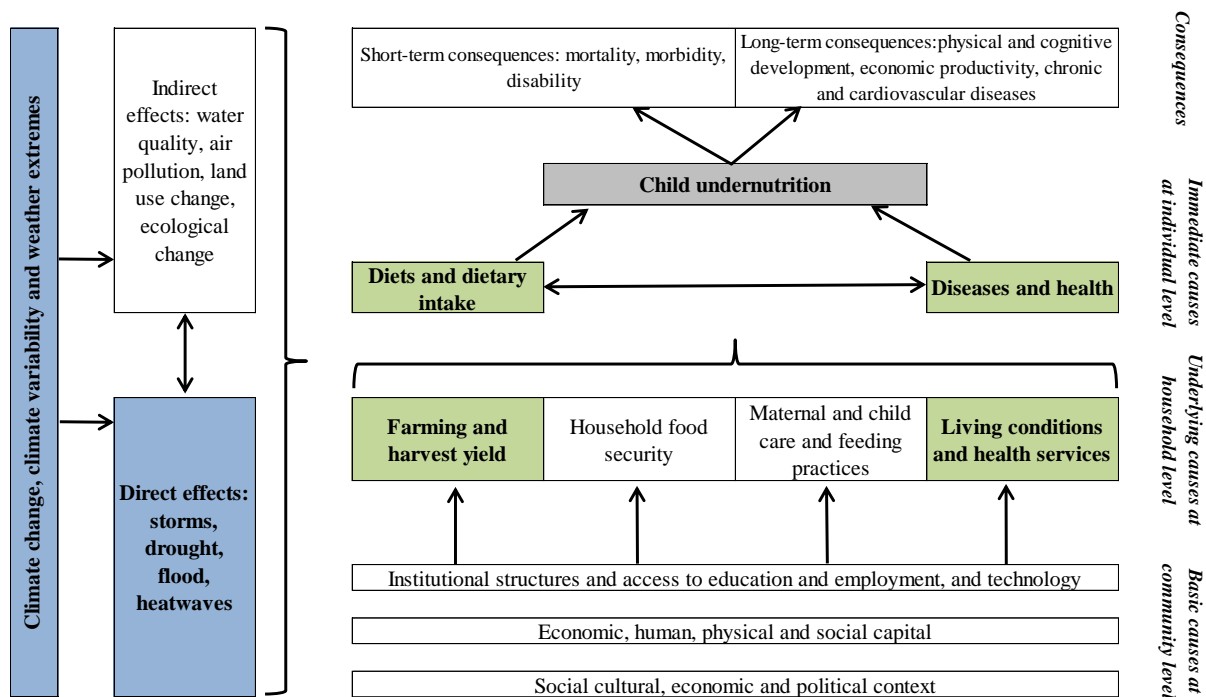 Climate change, climate variability and weather extremes
Indirect
effects: water
quality, air
pollution, land
use change,
ecological
change
Direct effects:
storms,
drought,
flood,
heatwaves
Short-term consequences: mortality, morbidity,
disability
Long-term consequences:physical and cognitive
development, economic productivity, chronic
and cardiovascular diseases
Child undernutrition
Diets and dietary
intake
Diseases and health
Farming and
harvest yield
Household food
security
Maternal and child
care and feeding
practices
Living conditions
and health services
Institutional structures and access to education and employment, and technology
Economic, human, physical and social capital
Social cultural, economic and political context
Consequences
Immediate causes
at individual level
Underlying causes at
household level
Basic causes at
community level